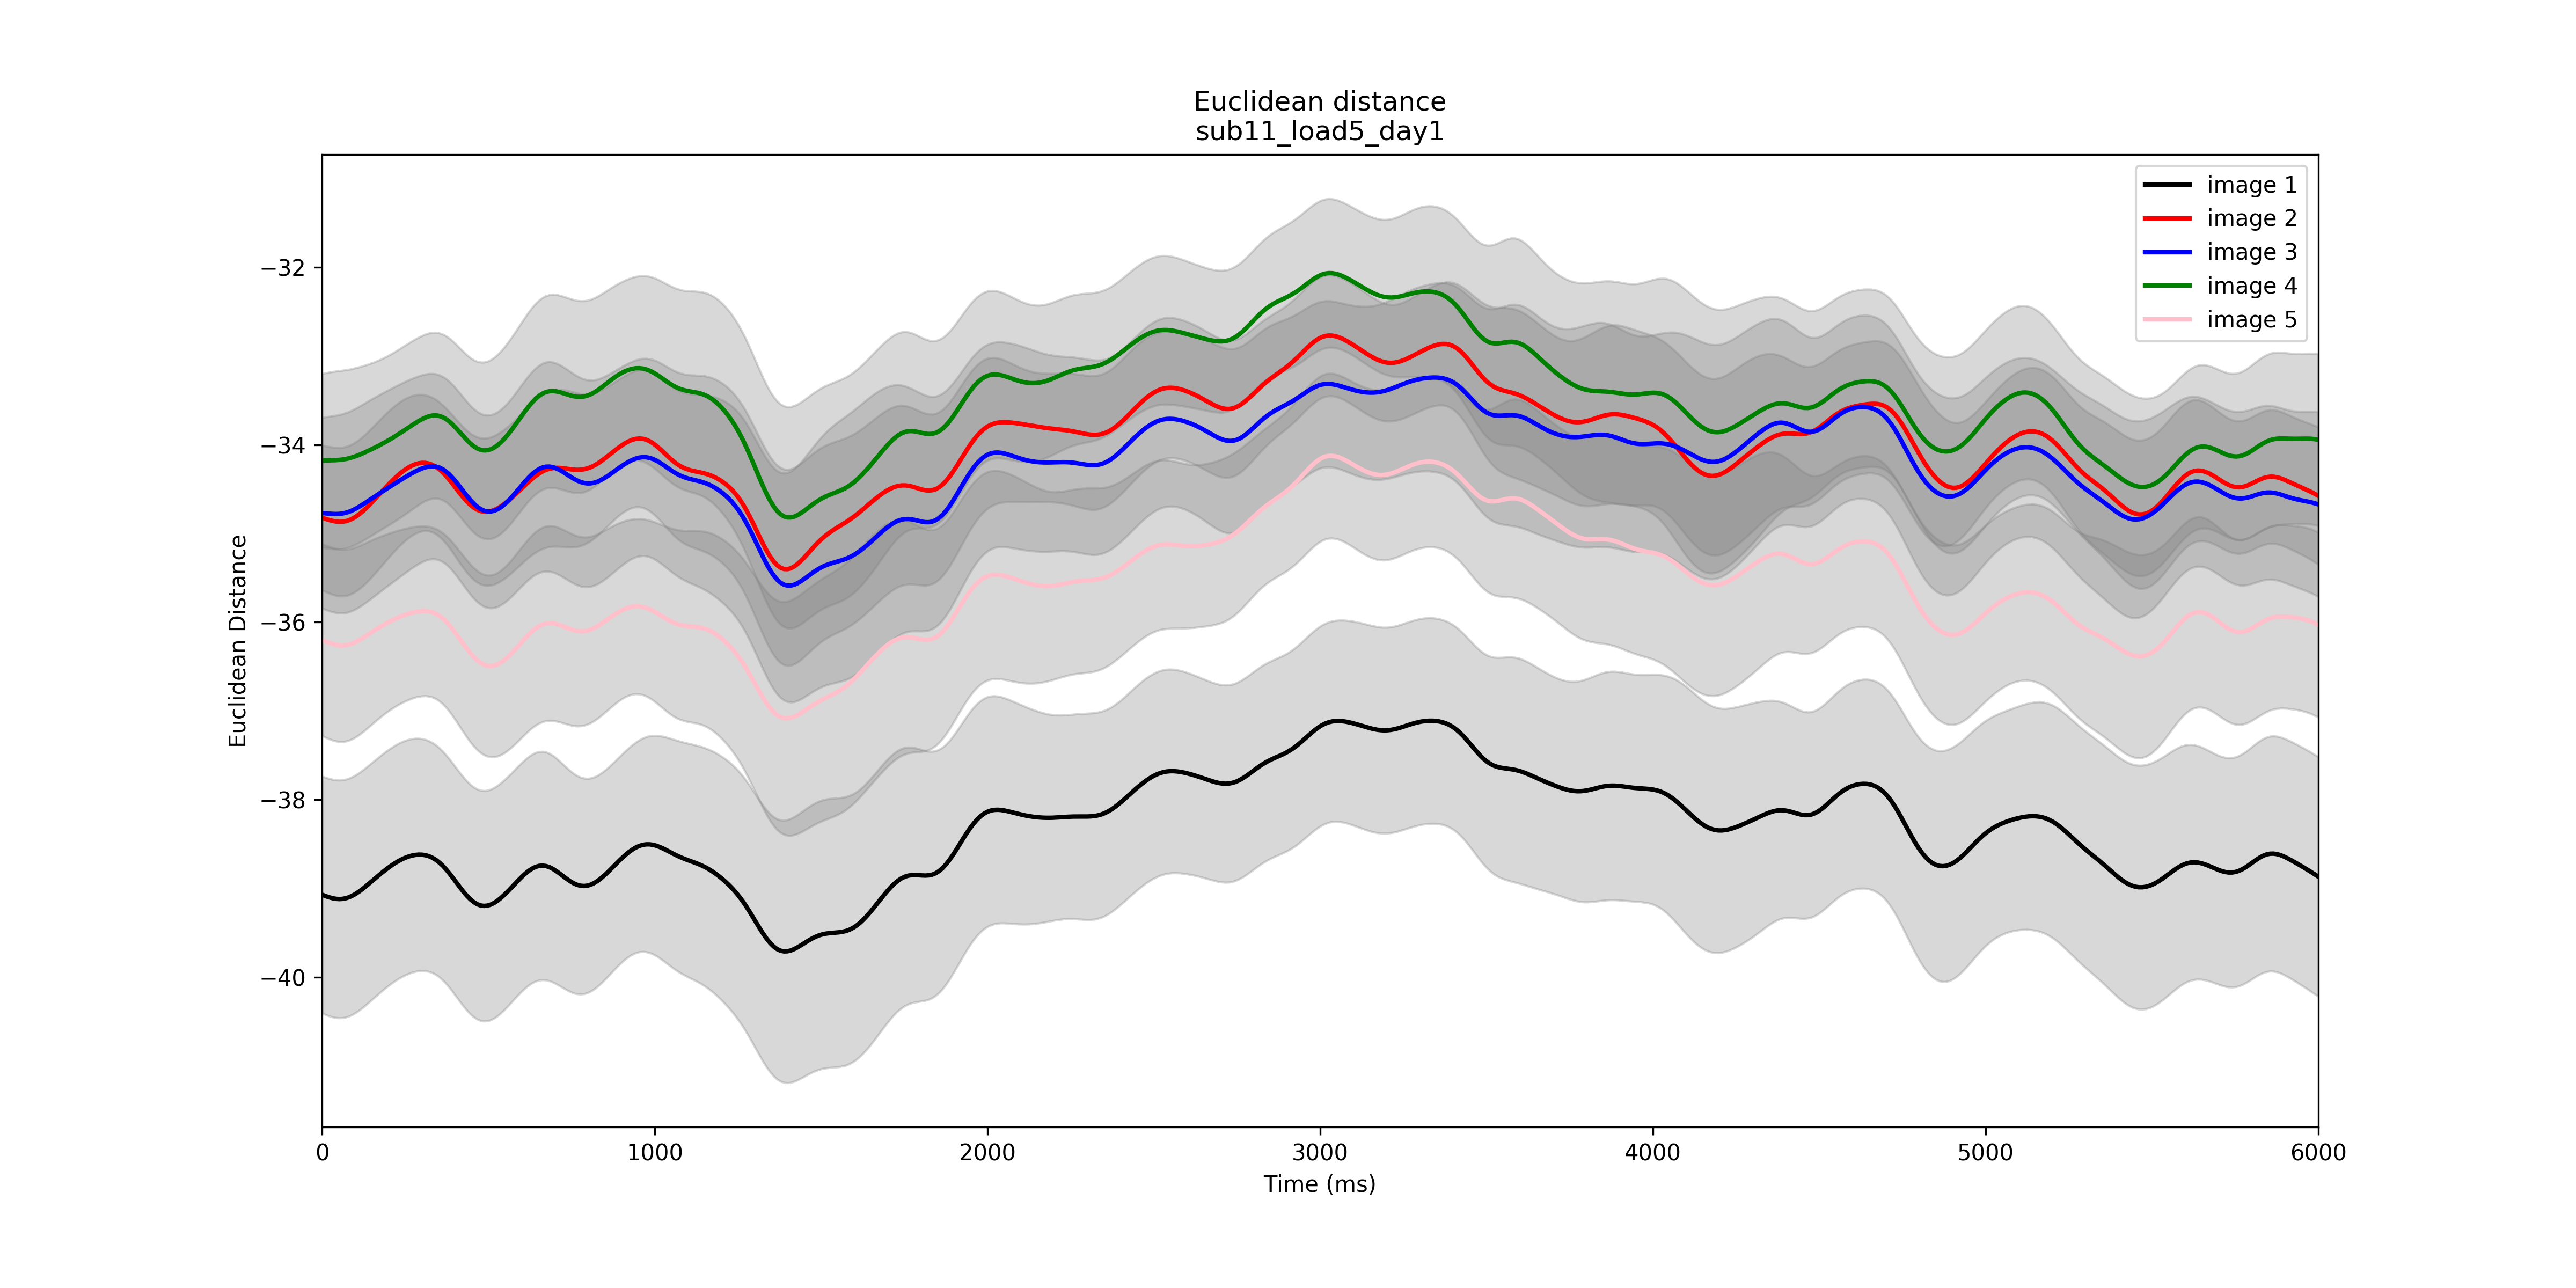 Euclidean distance
sub11_load5_day1
image 1
image 2
image 3
image 4
image 5
−32
−34
−36
−38
−40
Euclidean Distance
0 1000 2000 3000 4000 5000 6000
Time (ms)